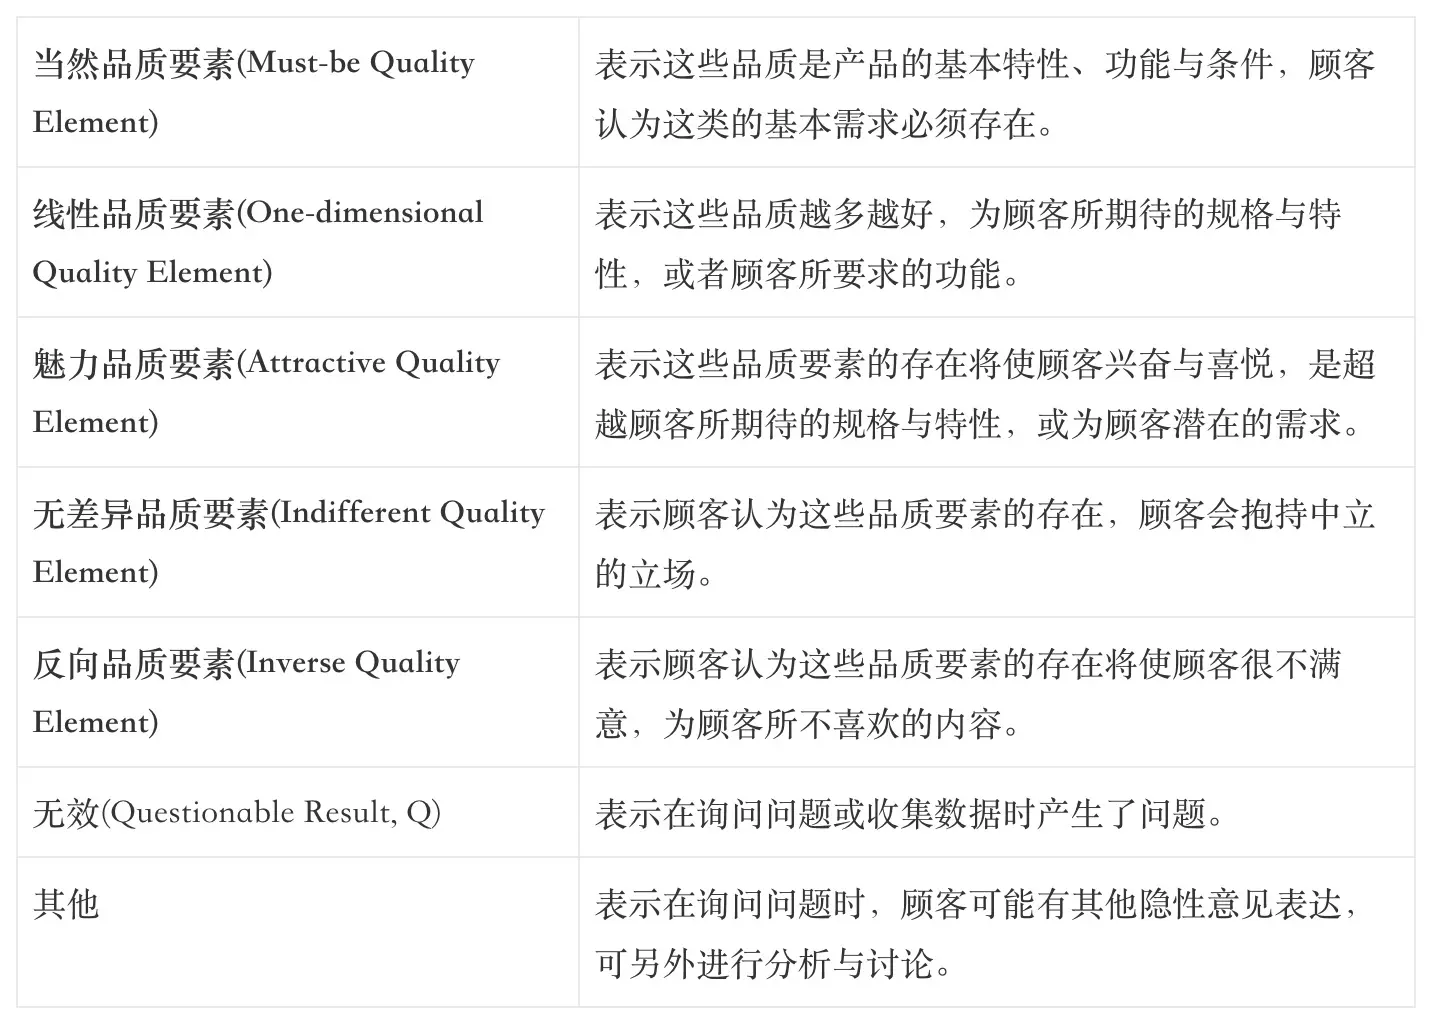 当然品质要素(Must-be Quality
Element)
表示这些品质是产品的基本特性、功能与条件，顾客
认为这类的基本需求必须存在。
线性品质要素(One-dimensional
Quality Element)
表示这些品质越多越好，为顾客所期待的规格与特
性，或者顾客所要求的功能。
魅力品质要素(Attractive Quality
Element)
表示这些品质要素的存在将使顾客兴奋与喜悦，是超
越顾客所期待的规格与特性，或为顾客潜在的需求。
无差异品质要素(Indifferent Quality
Element)
表示顾客认为这些品质要素的存在，顾客会抱持中立
的立场。
反向品质要素(Inverse Quality
Element)
表示顾客认为这些品质要素的存在将使顾客很不满
意，为顾客所不喜欢的内容。
无效(Questionable Result, Q)
表示在询问问题或收集数据时产生了问题。
其他
表示在询问问题时，顾客可能有其他隐性意见表达，
可另外进行分析与讨论。